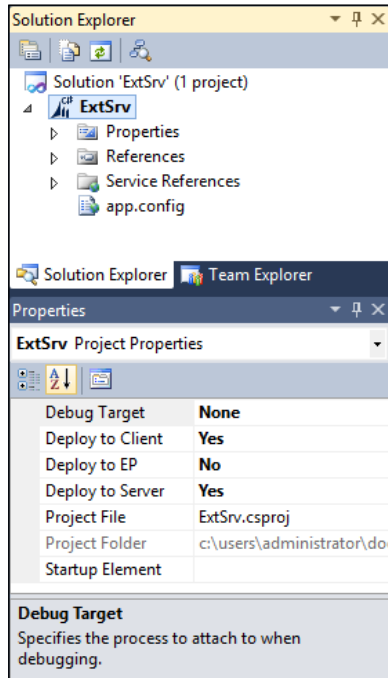 Solution Explorer
Solution 'ExtSrv' (1 project)
C#
ExtSrv
Properties
References
Service References
app.config
Solution Explorer Team Explorer
Properties
ExtSrv Project Properties
A
Z
Debug Target None
Deploy to Client Yes
Deploy to EP No
Deploy to Server Yes
Project File ExtSrv.csproj
Project Folder c:\users\administrator\do
Startup Element
Debug Target
Specifies the process to attach to when
debugging.